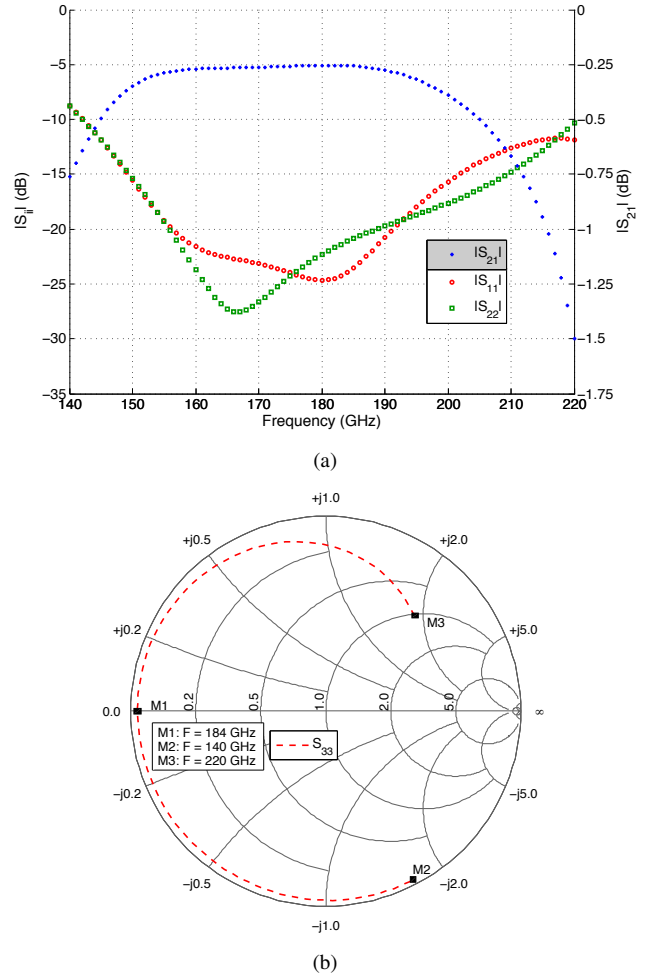 0
−5
−10
−15
−20
−25
−30
−35
|S_ii| (dB)
0
−0.25
−0.5
−0.75
−1
−1.25
−1.5
−1.75
|S_21| (dB)
|S_21|
|S_11|
|S_22|
140 150 160 170 180 190 200 210 220
Frequency (GHz)
(a)
+j1.0
+j0.5
+j2.0
+j0.2
+j5.0
M3
0.0
M1
0.2
0.5
1.0
2.0
5.0
∞
M1: F = 184 GHz
M2: F = 140 GHz
M3: F = 220 GHz
S_33
−j0.2
−j5.0
M2
−j0.5
−j2.0
−j1.0
(b)